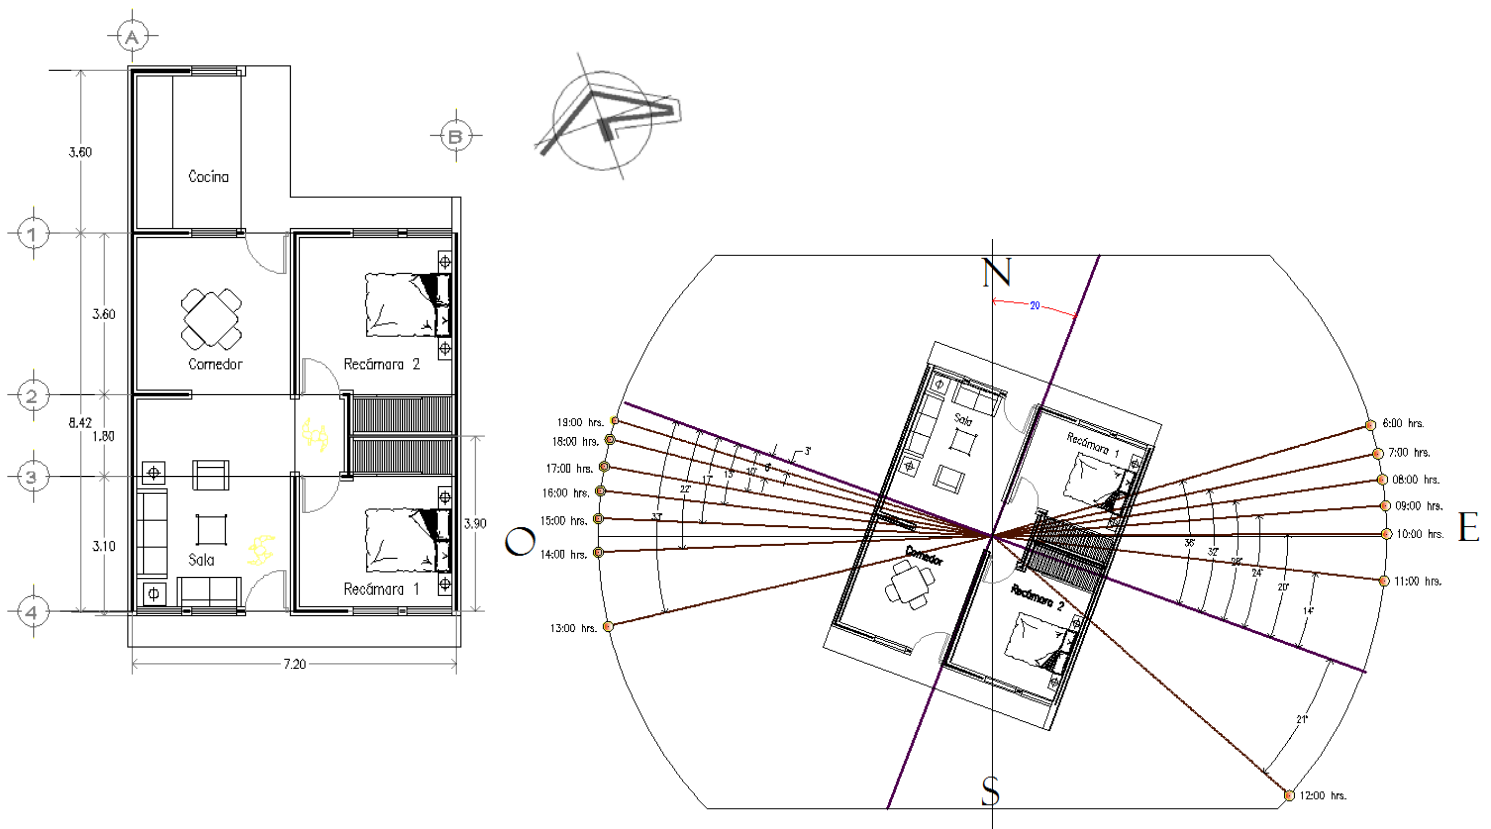 A
B
3.60
Cocina
1
3.60
Comedor
Recámara 2
2
8.42
1.80
3
3.90
3.10
Sala
Recámara 1
4
7.20
N
20
19:00 hrs.
18:00 hrs.
17:00 hrs.
16:00 hrs.
15:00 hrs.
14:00 hrs.
13:00 hrs.
O
3°
6°
10°
13°
17°
22°
Sala
Recámara 1
Comedor
Recámara 2
6:00 hrs.
7:00 hrs.
08:00 hrs.
09:00 hrs.
10:00 hrs.
11:00 hrs.
12:00 hrs.
E
36°
32°
24°
20°
14°
21°
S